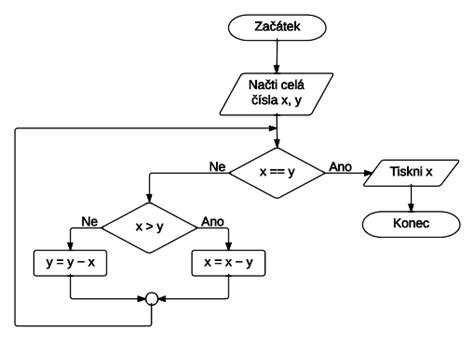 Začátek
Načti celá
čísla x, y
Ne
x == y
Ano
Tiskni x
Konec
Ne
x > y
Ano
y = y – x
x = x – y